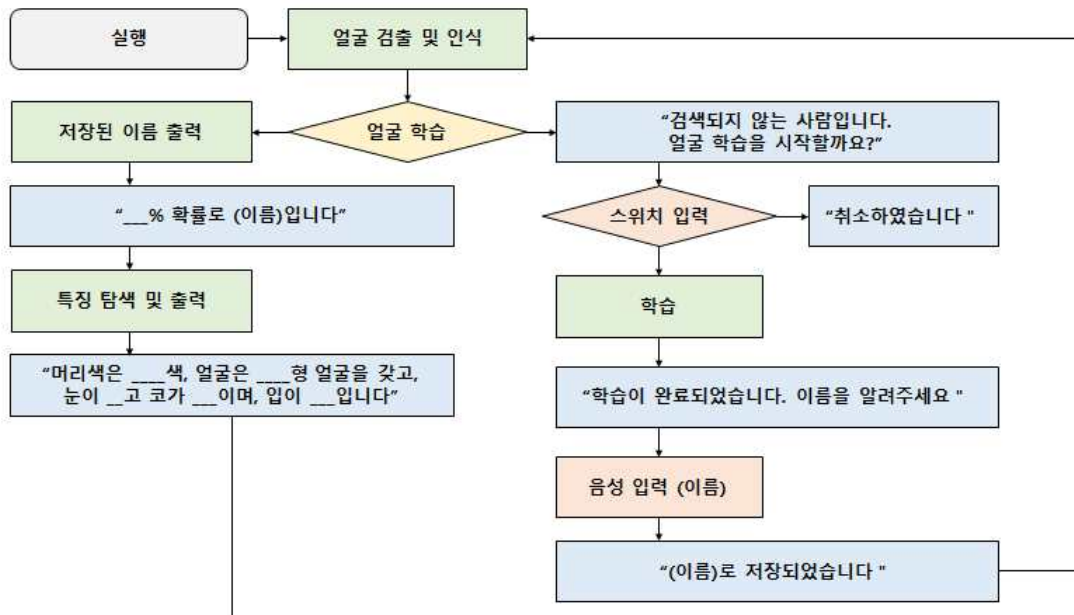 실행
얼굴 검출 및 인식
저장된 이름 출력
얼굴 학습
“검색되지 않는 사람입니다.
얼굴 학습을 시작할까요?”
“___% 확률로 (이름)입니다”
스위치 입력
“취소하였습니다 "
특징 탐색 및 출력
학습
“머리색은 ____색, 얼굴은 ____형 얼굴을 갖고,
눈이 __고 코가 ___이며, 입이 ___입니다”
“학습이 완료되었습니다. 이름을 알려주세요 "
음성 입력 (이름)
“(이름)로 저장되었습니다 "